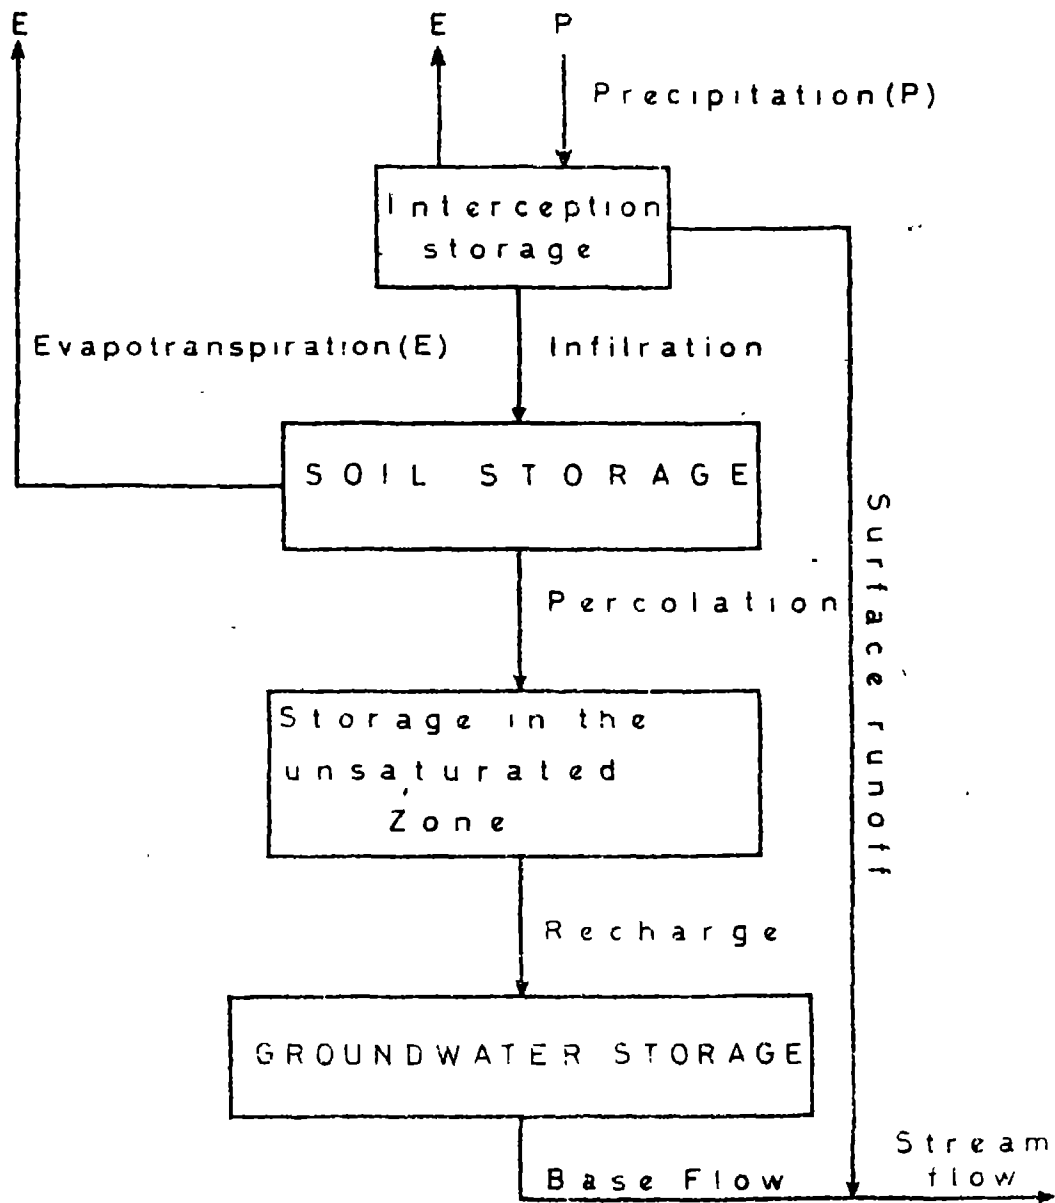 E
E
P
Precipitation(P)
Interception
storage
Evapotranspiration(E)
Infilration
SOIL STORAGE
Percolation
Surface runoff
Storage in the
unsaturated
Zone
Recharge
GROUNDWATER STORAGE
Base Flow
Stream
flow